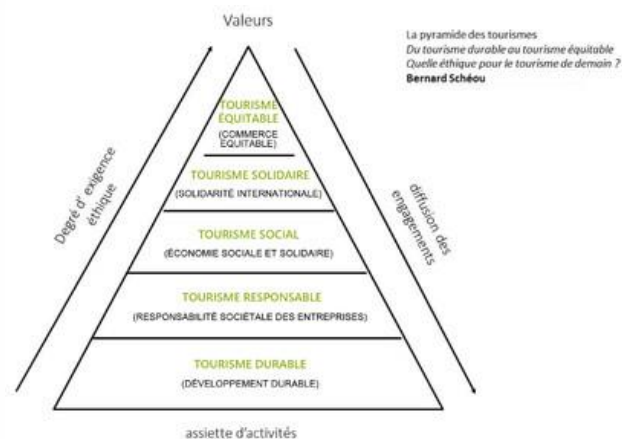 Valeurs
La pyramide des tourismes
Du tourisme durable au tourisme équitable
Quelle éthique pour le tourisme de demain ?
Bernard Schéou
TOURISME
ÉQUITABLE
(COMMERCE
EQUITABLE)
TOURISME SOLIDAIRE
(SOLIDARITÉ INTERNATIONALE)
TOURISME SOCIAL
(ÉCONOMIE SOCIALE ET SOLIDAIRE)
TOURISME RESPONSABLE
(RESPONSABILITÉ SOCIÉTALE DES ENTREPRISES)
TOURISME DURABLE
(DÉVELOPPEMENT DURABLE)
Degré d' exigence
éthique
diffusion des
engagements
assiette d'activités